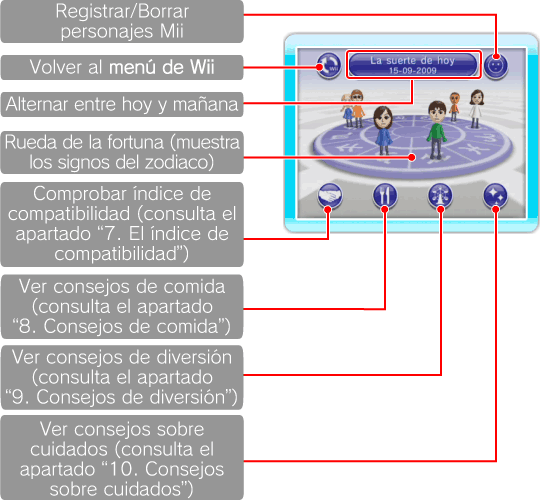 Registrar/Borrar
personajes Mii
Volver al menú de Wii
Alternar entre hoy y mañana
Rueda de la fortuna (muestra
los signos del zodiaco)
Comprobar índice de
compatibilidad (consulta el
apartado “7. El índice de
compatibilidad”)
Ver consejos de comida
(consulta el apartado
“8. Consejos de comida”)
Ver consejos de diversión
(consulta el apartado
“9. Consejos de diversión”)
Ver consejos sobre
cuidados (consulta el
apartado “10. Consejos
sobre cuidados”)
La suerte de hoy
15-09-2009
Wii